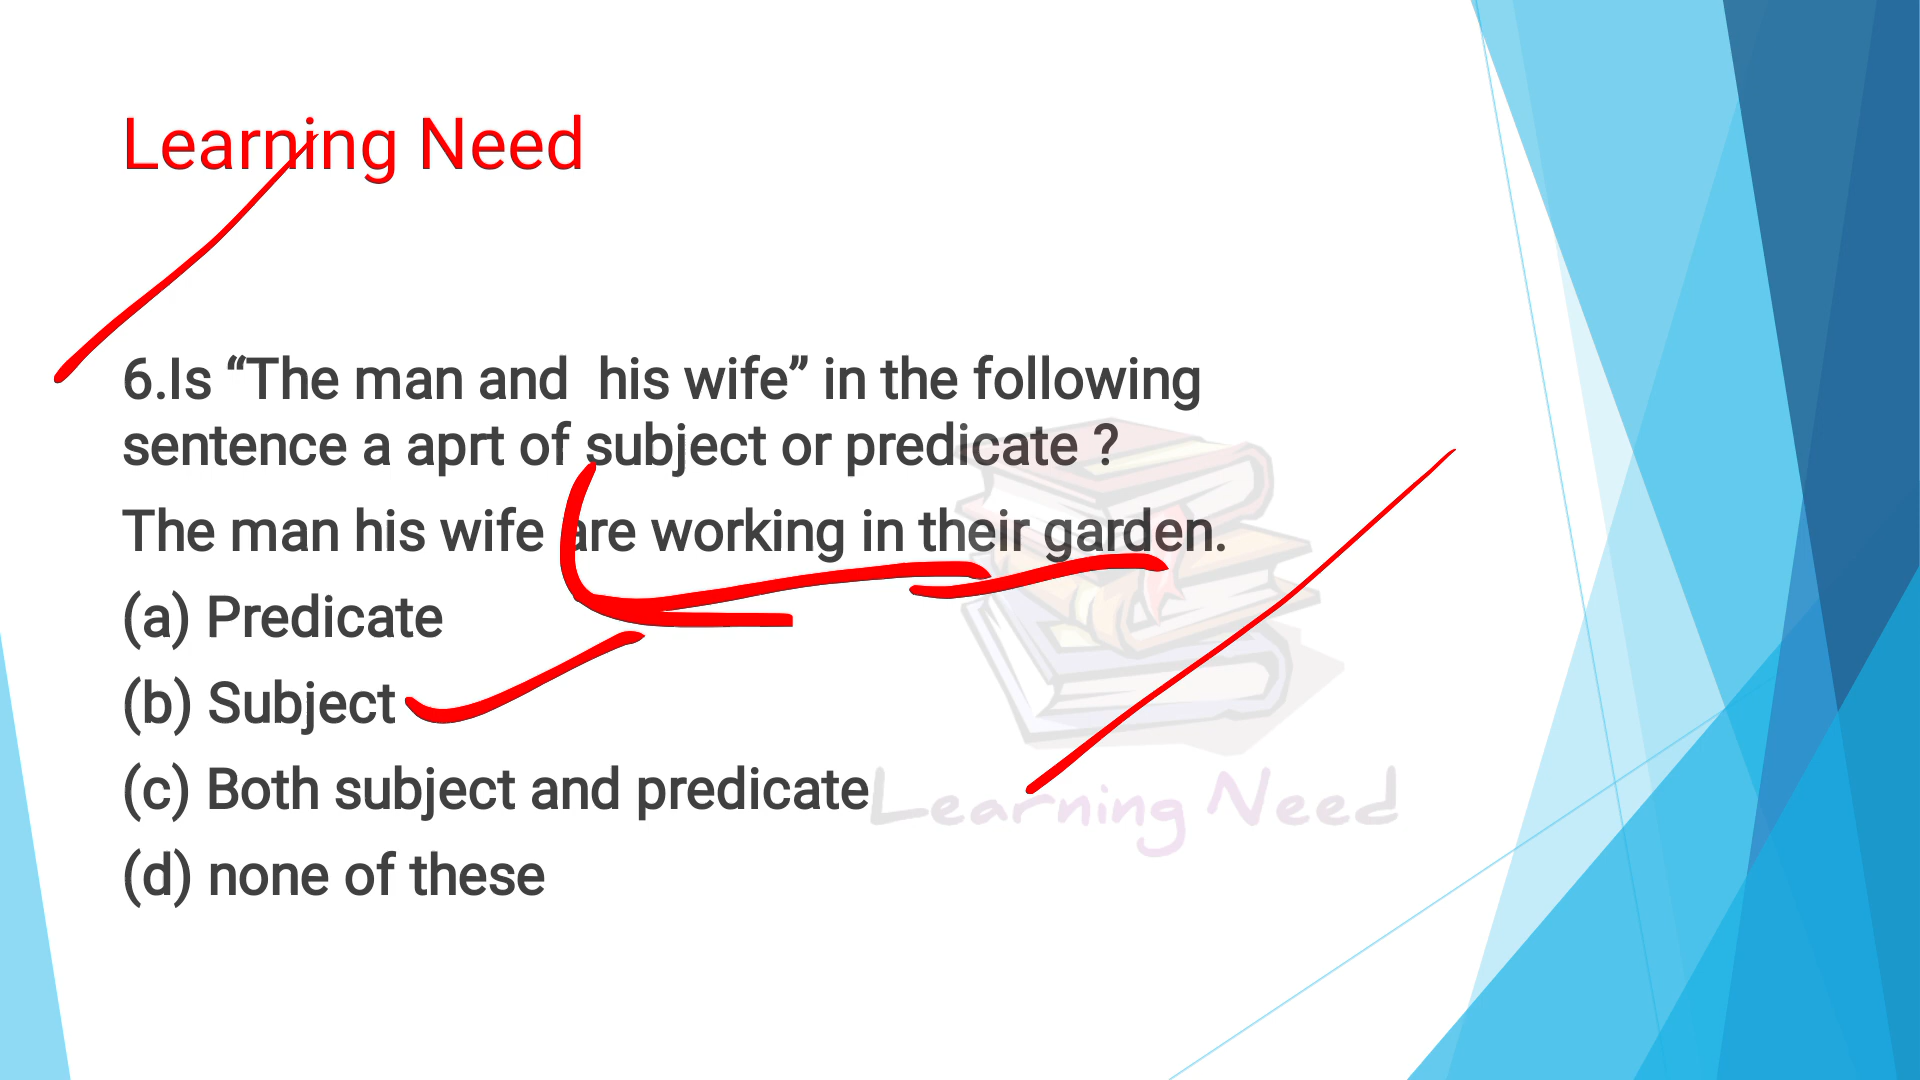 Learning Need
6.Is “The man and his wife” in the following
sentence a aprt of subject or predicate ?
The man his wife are working in their garden.
(a) Predicate
(b) Subject
(c) Both subject and predicate
Learning Need
(d) none of these